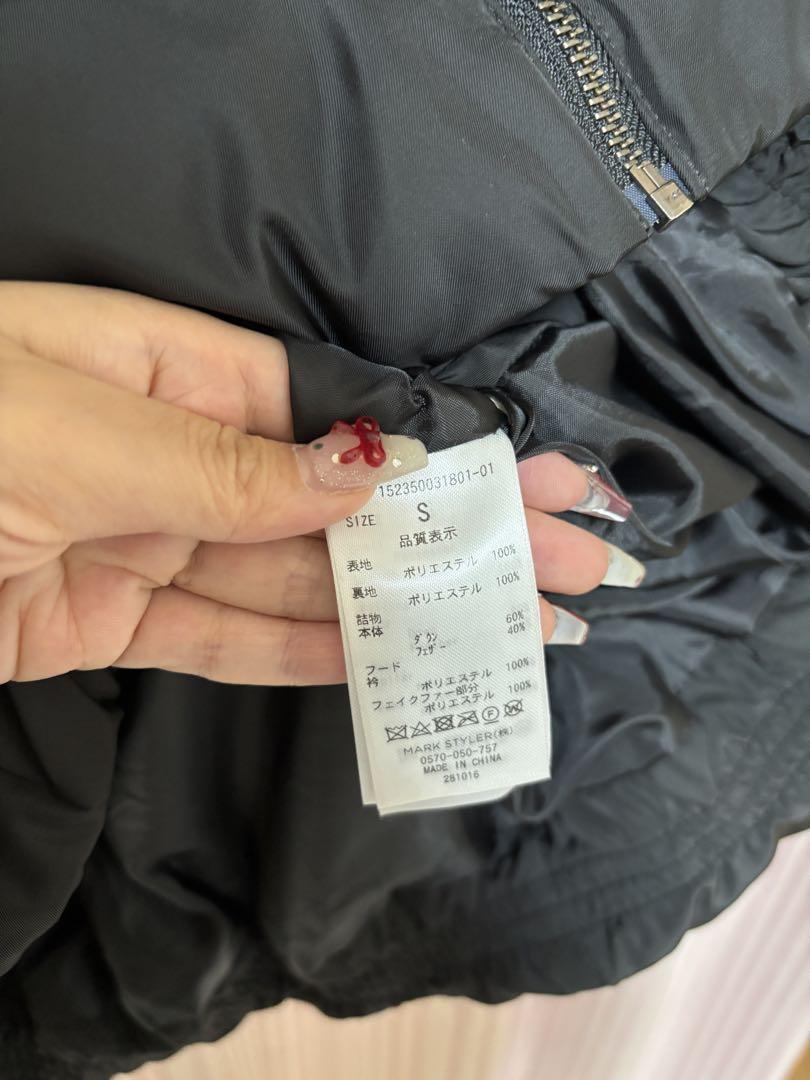 152350031801-01
SIZE S
品質表示
表地 ポリエステル 100%
裏地 ポリエステル 100%
詰物
本体 ダウン 60%
フェザー 40%
フード
衿 ポリエステル 100%
フェイクファー部分
ポリエステル 100%
MARK STYLER(株)
0570-050-757
MADE IN CHINA
281016